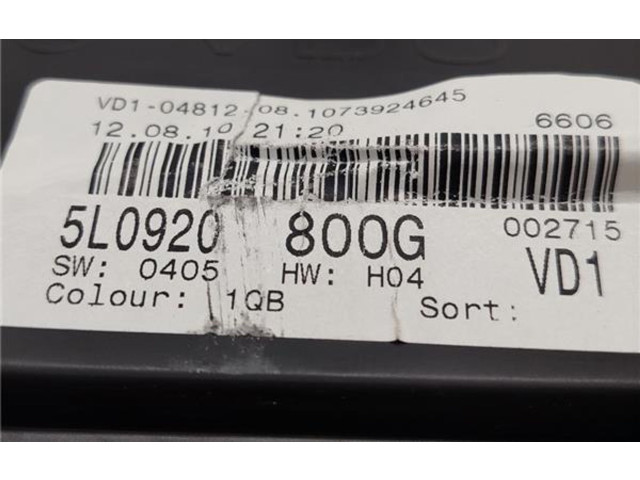 VD1-04812-08.1073924645
12.08.10 21:20 6606
5L0920 800G 002715
SW: 0405 HW: H04 VD1
Colour: 1QB Sort: